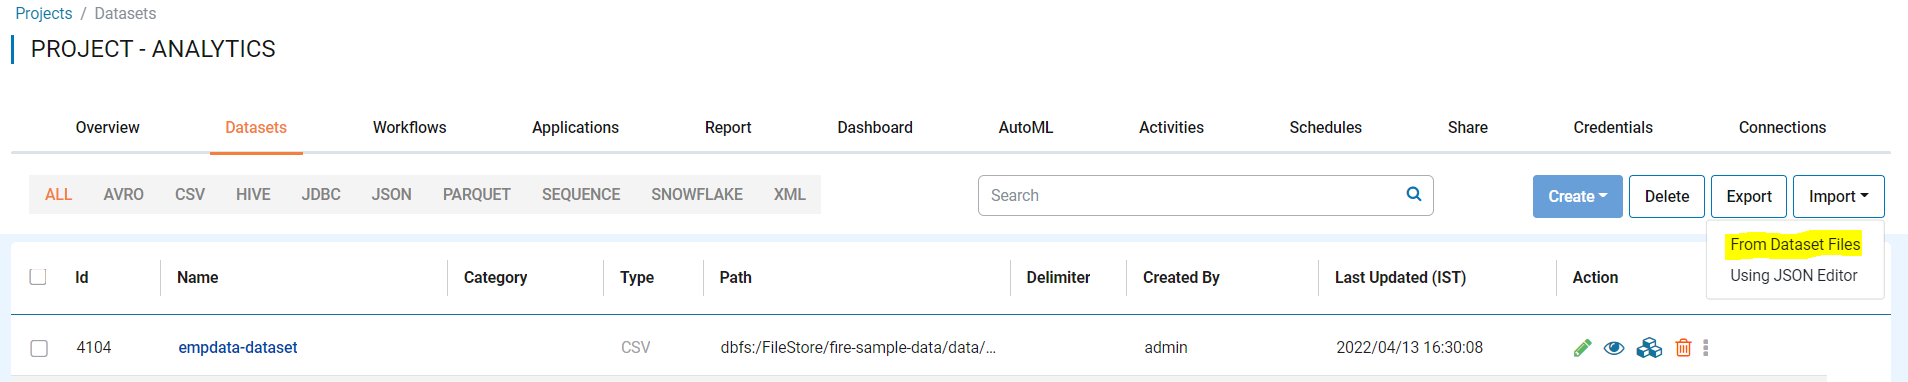 Projects / Datasets
PROJECT - ANALYTICS
Overview Datasets Workflows Applications Report Dashboard AutoML Activities Schedules Share Credentials Connections
ALL AVRO CSV HIVE JDBC JSON PARQUET SEQUENCE SNOWFLAKE XML Search Create Delete Export Import
From Dataset Files
Using JSON Editor
Id Name Category Type Path Delimiter Created By Last Updated (IST) Action
4104 empdata-dataset CSV dbfs:/FileStore/fire-sample-data/data/... admin 2022/04/13 16:30:08